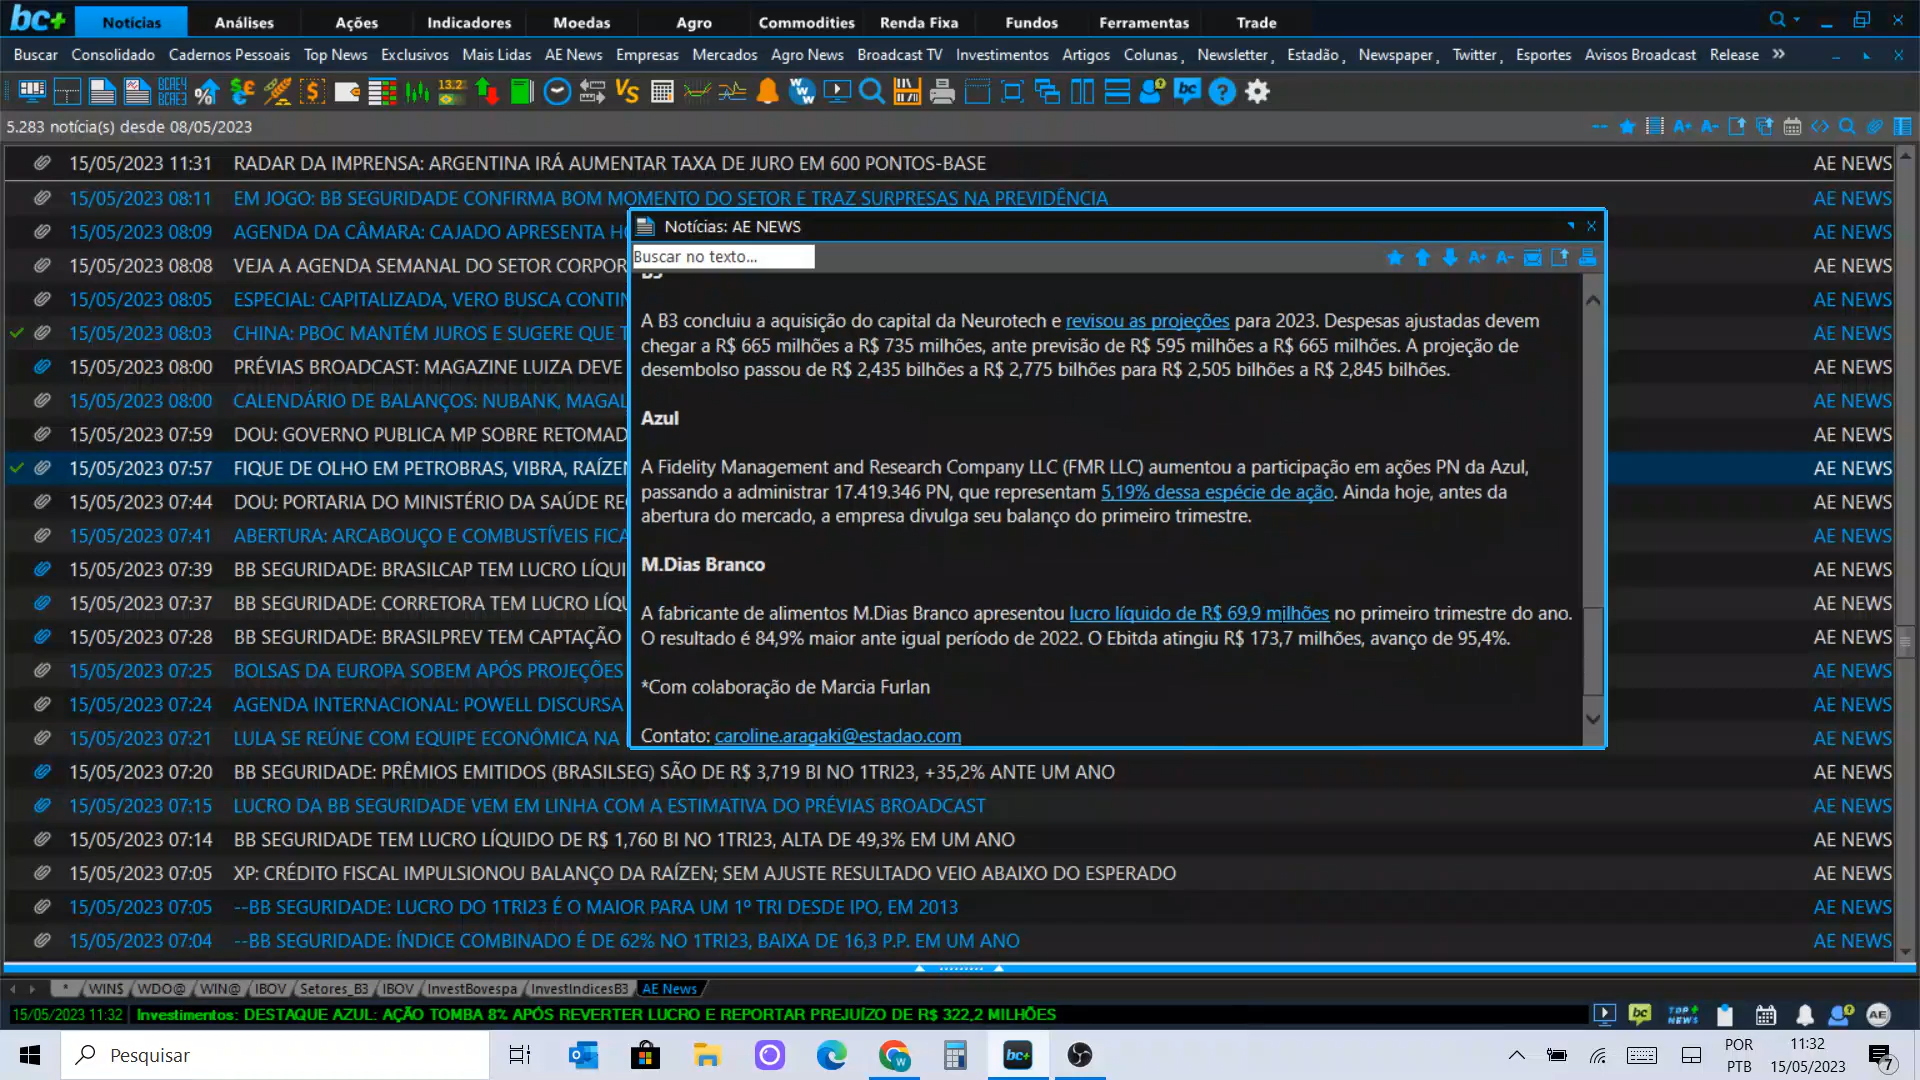 bc+ Notícias Análises Ações Indicadores Moedas Agro Commodities Renda Fixa Fundos Ferramentas Trade
Buscar Consolidado Cadernos Pessoais Top News Exclusivos Mais Lidas AE News Empresas Mercados Agro News Broadcast TV Investimentos Artigos Colunas Newsletter Estadão Newspaper Twitter Esportes Avisos Broadcast Release
5.283 notícia(s) desde 08/05/2023
15/05/2023 11:31 RADAR DA IMPRENSA: ARGENTINA IRÁ AUMENTAR TAXA DE JURO EM 600 PONTOS-BASE AE NEWS
15/05/2023 08:11 EM JOGO: BB SEGURIDADE CONFIRMA BOM MOMENTO DO SETOR E TRAZ SURPRESAS NA PREVIDÊNCIA AE NEWS
15/05/2023 08:09 AGENDA DA CÂMARA: CAJADO APRESENTA AE NEWS
15/05/2023 08:08 VEJA A AGENDA SEMANAL DO SETOR CORPOR AE NEWS
15/05/2023 08:05 ESPECIAL: CAPITALIZADA, VERO BUSCA CONTIN AE NEWS
15/05/2023 08:03 CHINA: PBOC MANTÉM JUROS E SUGERE QUE T AE NEWS
15/05/2023 08:00 PRÉVIAS BROADCAST: MAGAZINE LUIZA DEVE AE NEWS
15/05/2023 08:00 CALENDÁRIO DE BALANÇOS: NUBANK, MAGAL AE NEWS
15/05/2023 07:59 DOU: GOVERNO PUBLICA MP SOBRE RETOMAD AE NEWS
15/05/2023 07:57 FIQUE DE OLHO EM PETROBRAS, VIBRA, RAÍZEN AE NEWS
15/05/2023 07:44 DOU: PORTARIA DO MINISTÉRIO DA SAÚDE RE AE NEWS
15/05/2023 07:41 ABERTURA: ARCABOUÇO E COMBUSTÍVEIS FICA AE NEWS
15/05/2023 07:39 BB SEGURIDADE: BRASILCAP TEM LUCRO LÍQUI AE NEWS
15/05/2023 07:37 BB SEGURIDADE: CORRETORA TEM LUCRO LÍQU AE NEWS
15/05/2023 07:28 BB SEGURIDADE: BRASILPREV TEM CAPTAÇÃO AE NEWS
15/05/2023 07:25 BOLSAS DA EUROPA SOBEM APÓS PROJEÇÕES AE NEWS
15/05/2023 07:24 AGENDA INTERNACIONAL: POWELL DISCURSA AE NEWS
15/05/2023 07:21 LULA SE REÚNE COM EQUIPE ECONÔMICA NA AE NEWS
15/05/2023 07:20 BB SEGURIDADE: PRÊMIOS EMITIDOS (BRASILSEG) SÃO DE R$ 3,719 BI NO 1TRI23, +35,2% ANTE UM ANO AE NEWS
15/05/2023 07:15 LUCRO DA BB SEGURIDADE VEM EM LINHA COM A ESTIMATIVA DO PRÉVIAS BROADCAST AE NEWS
15/05/2023 07:14 BB SEGURIDADE TEM LUCRO LÍQUIDO DE R$ 1,760 BI NO 1TRI23, ALTA DE 49,3% EM UM ANO AE NEWS
15/05/2023 07:05 XP: CRÉDITO FISCAL IMPULSIONOU BALANÇO DA RAÍZEN; SEM AJUSTE RESULTADO VEIO ABAIXO DO ESPERADO AE NEWS
15/05/2023 07:05 --BB SEGURIDADE: LUCRO DO 1TRI23 É O MAIOR PARA UM 1º TRI DESDE IPO, EM 2013 AE NEWS
15/05/2023 07:04 --BB SEGURIDADE: ÍNDICE COMBINADO É DE 62% NO 1TRI23, BAIXA DE 16,3 P.P. EM UM ANO AE NEWS
Notícias: AE NEWS
Buscar no texto...
B3
A B3 concluiu a aquisição do capital da Neurotech e revisou as projeções para 2023. Despesas ajustadas devem
chegar a R$ 665 milhões a R$ 735 milhões, ante previsão de R$ 595 milhões a R$ 665 milhões. A projeção de
desembolso passou de R$ 2,435 bilhões a R$ 2,775 bilhões para R$ 2,505 bilhões a R$ 2,845 bilhões.
Azul
A Fidelity Management and Research Company LLC (FMR LLC) aumentou a participação em ações PN da Azul,
passando a administrar 17.419.346 PN, que representam 5,19% dessa espécie de ação. Ainda hoje, antes da
abertura do mercado, a empresa divulga seu balanço do primeiro trimestre.
M.Dias Branco
A fabricante de alimentos M.Dias Branco apresentou lucro líquido de R$ 69,9 milhões no primeiro trimestre do ano.
O resultado é 84,9% maior ante igual período de 2022. O Ebitda atingiu R$ 173,7 milhões, avanço de 95,4%.
*Com colaboração de Marcia Furlan
Contato: caroline.aragaki@estadao.com
* WIN$ WDO@ WIN@ IBOV Setores_B3 IBOV InvestBovespa InvestIndicesB3 AE News
15/05/2023 11:32 Investimentos: DESTAQUE AZUL: AÇÃO TOMBA 8% APÓS REVERTER LUCRO E REPORTAR PREJUÍZO DE R$ 322,2 MILHÕES bc TOP NEWS AE
Pesquisar bc+ POR 11:32
PTB 15/05/2023 7